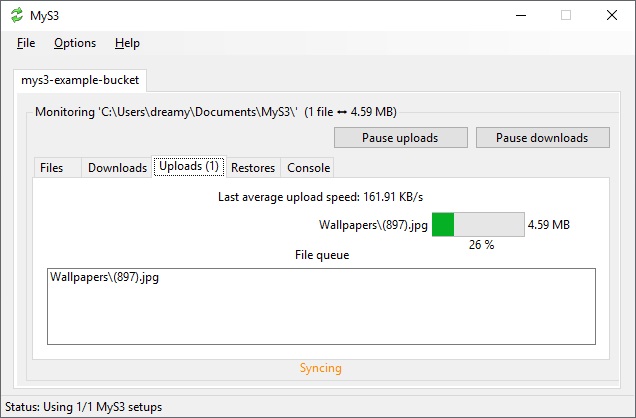 MyS3
File Options Help
mys3-example-bucket
Monitoring 'C:\Users\dreamy\Documents\MyS3\' (1 file ↔ 4.59 MB)
Pause uploads Pause downloads
Files Downloads Uploads (1) Restores Console
Last average upload speed: 161.91 KB/s
Wallpapers\(897).jpg 4.59 MB
26 %
File queue
Wallpapers\(897).jpg
Syncing
Status: Using 1/1 MyS3 setups